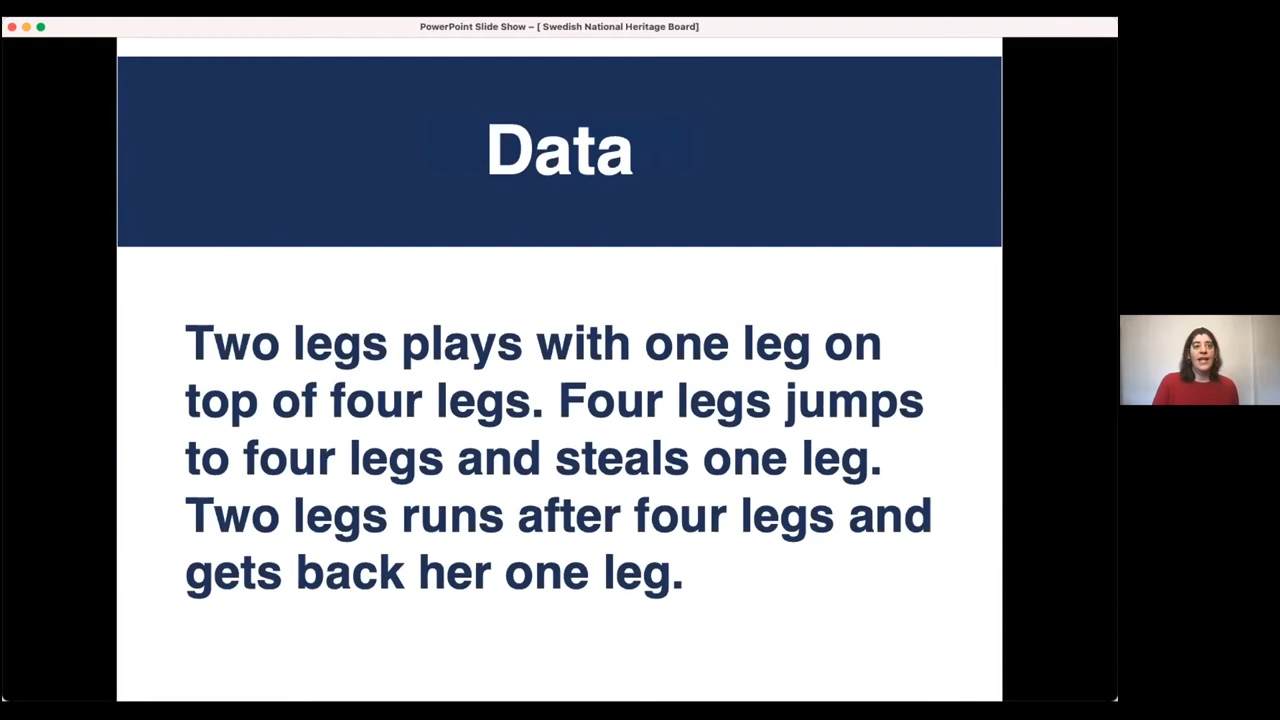 PowerPoint Slide Show – [ Swedish National Heritage Board]
Data
Two legs plays with one leg on
top of four legs. Four legs jumps
to four legs and steals one leg.
Two legs runs after four legs and
gets back her one leg.